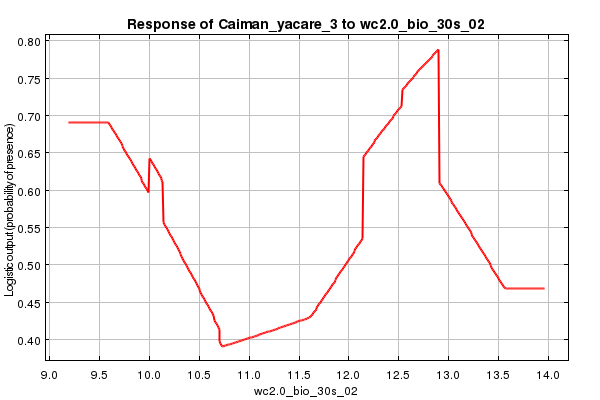 Response of Caiman_yacare_3 to wc2.0_bio_30s_02
Logistic output (probability of presence)
0.80
0.75
0.70
0.65
0.60
0.55
0.50
0.45
0.40
9.0 9.5 10.0 10.5 11.0 11.5 12.0 12.5 13.0 13.5 14.0
wc2.0_bio_30s_02